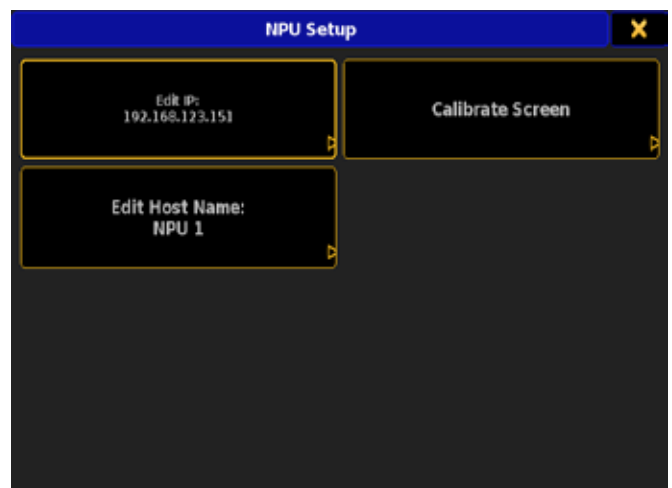 NPU Setup
Edit IP:
192.168.123.151
Calibrate Screen
Edit Host Name:
NPU 1